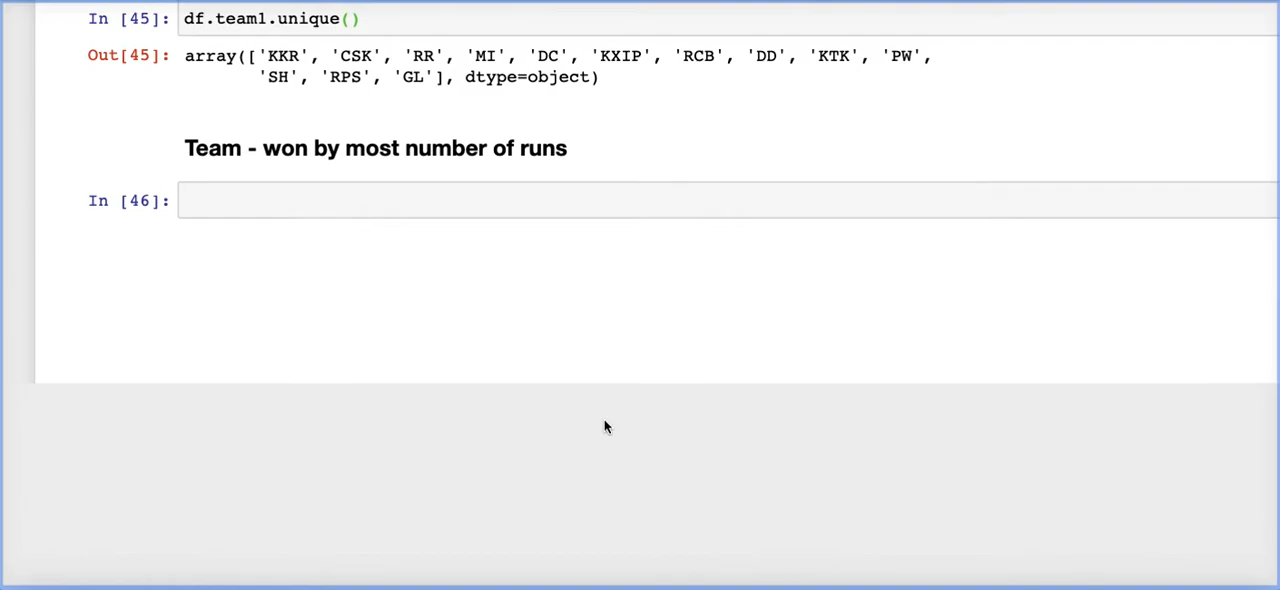 In [45]: df.team1.unique()
Out[45]: array(['KKR', 'CSK', 'RR', 'MI', 'DC', 'KXIP', 'RCB', 'DD', 'KTK', 'PW',
'SH', 'RPS', 'GL'], dtype=object)
Team - won by most number of runs
In [46]: